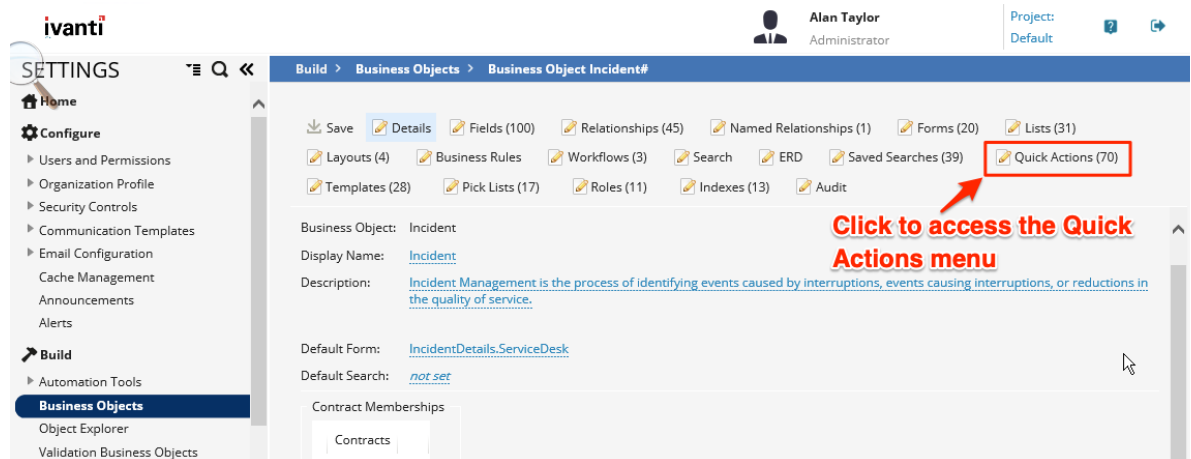 ivanti
Alan Taylor
Administrator
Project:
Default
SETTINGS
Build > Business Objects > Business Object Incident#
Home
Configure
Users and Permissions
Organization Profile
Security Controls
Communication Templates
Email Configuration
Cache Management
Announcements
Alerts
Build
Automation Tools
Business Objects
Object Explorer
Validation Business Objects
Save Details Fields (100) Relationships (45) Named Relationships (1) Forms (20) Lists (31)
Layouts (4) Business Rules Workflows (3) Search ERD Saved Searches (39) Quick Actions (70)
Templates (28) Pick Lists (17) Roles (11) Indexes (13) Audit
Click to access the Quick
Actions menu
Business Object: Incident
Display Name: Incident
Description: Incident Management is the process of identifying events caused by interruptions, events causing interruptions, or reductions in
the quality of service.
Default Form: IncidentDetails.ServiceDesk
Default Search: not set
Contract Memberships
Contracts